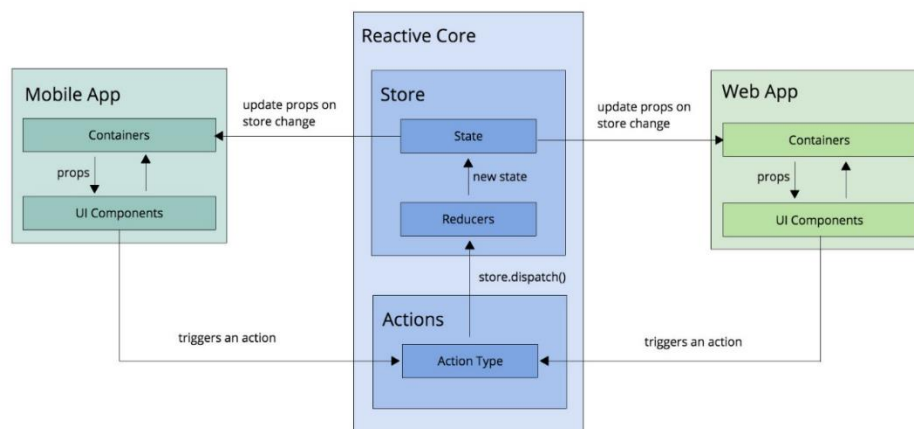 Reactive Core
Mobile App
Containers
props
UI Components
update props on
store change
Store
State
new state
Reducers
store.dispatch()
Actions
Action Type
update props on
store change
Web App
Containers
props
UI Components
triggers an action
triggers an action